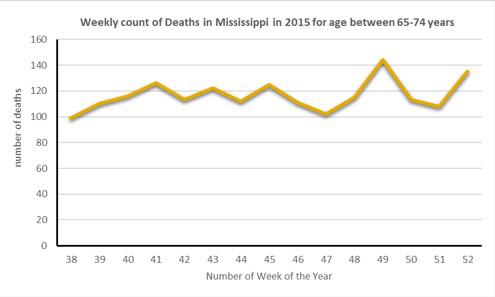 Weekly count of Deaths in Mississippi in 2015 for age between 65-74 years
160
140
120
100
80
60
40
20
0
number of deaths
38 39 40 41 42 43 44 45 46 47 48 49 50 51 52
Number of Week of the Year